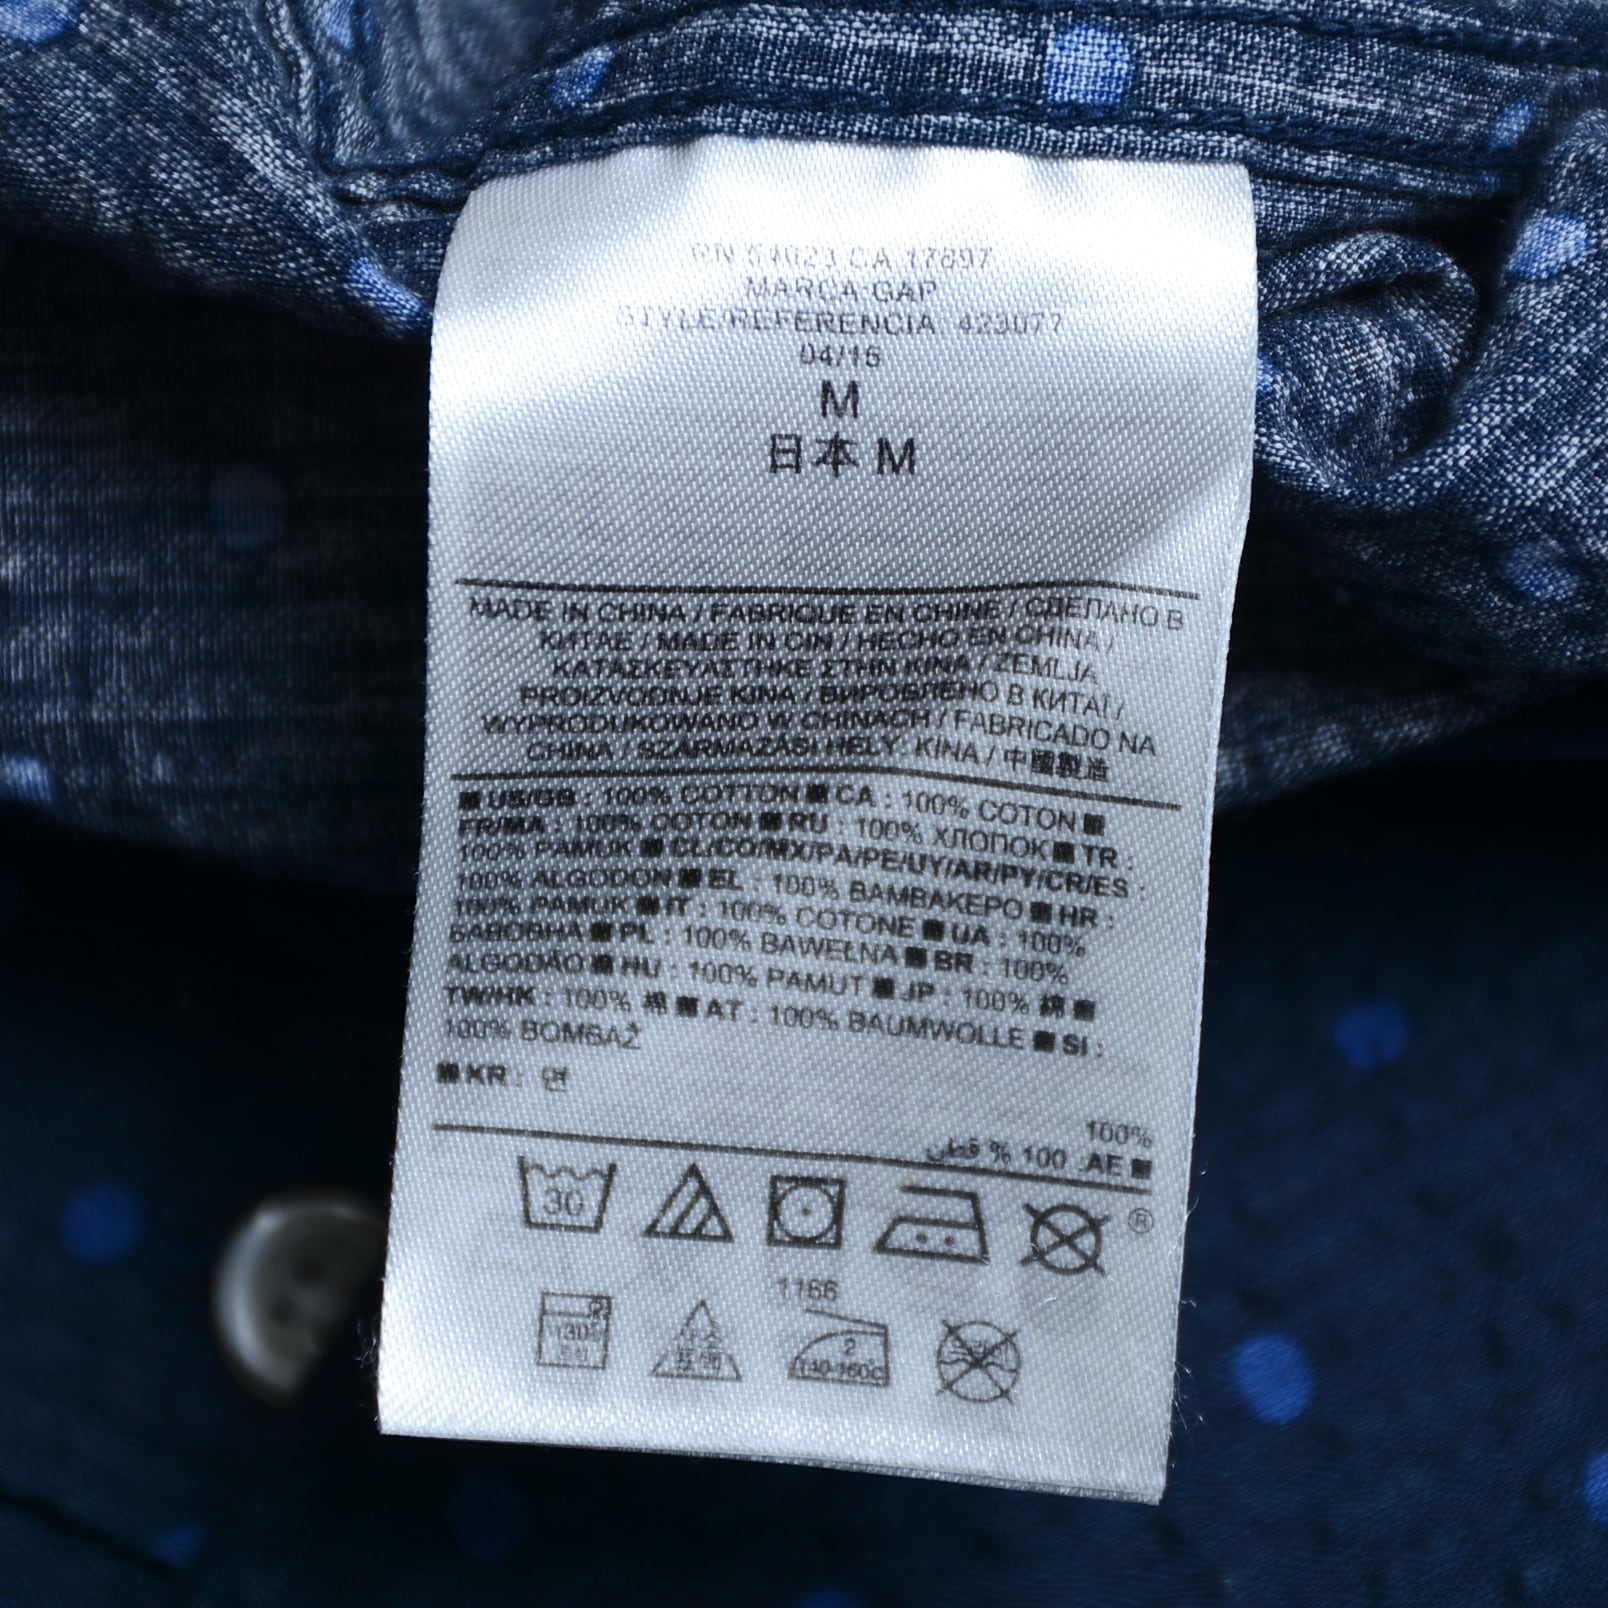 RN 54023 CA 17897
MARCA GAP
STYLE/REFERENCIA 423077
04/15
M
日本 M
MADE IN CHINA / FABRIQUE EN CHINE / СДЕЛАНО В
КИТАЕ / MADE IN CIN / HECHO EN CHINA /
ΚΑΤΑΣΚΕΥΑΣΤΗΚΕ ΣΤΗΝ ΚΙΝΑ / ZEMLJA
PROIZVODNJE KINA / ВИРОБЛЕНО В КИТАЇ /
WYPRODUKOWANO W CHINACH / FABRICADO NA
CHINA / SZÁRMAZÁSI HELY: KÍNA / 中國製造
■ US/GB : 100% COTTON ■ CA : 100% COTON ■
FR/MA : 100% COTON ■ RU : 100% ХЛОПОК ■ TR :
100% PAMUK ■ CL/CO/MX/PA/PE/UY/AR/PY/CR/ES :
100% ALGODON ■ EL : 100% ΒΑΜΒΑΚΕΡΟ ■ HR :
100% PAMUK ■ IT : 100% COTONE ■ UA : 100%
БАВОВНА ■ PL : 100% BAWEŁNA ■ BR : 100%
ALGODÃO ■ HU : 100% PAMUT ■ JP : 100% 綿 ■
TW/HK : 100% 棉 ■ AT : 100% BAUMWOLLE ■ SI :
100% BOMBAŽ
■ KR : 면
100%
■ AE: 100 % قطن
30
®
1166
130
2
140-160°C